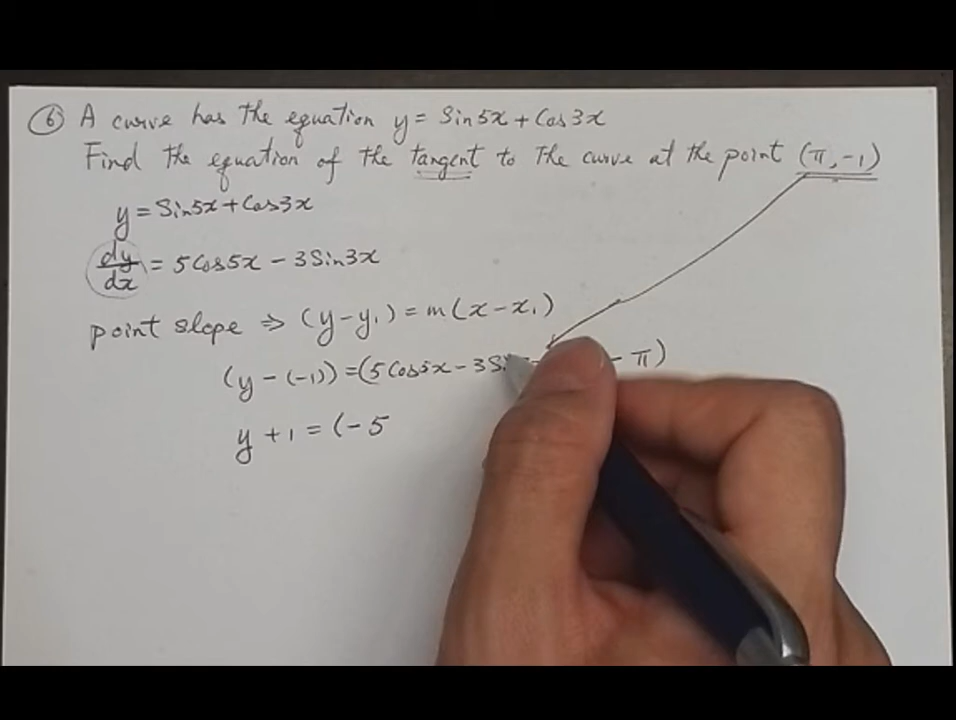 ⑥ A curve has the equation y = Sin5x + Cos3x
Find the equation of the tangent to the curve at the point (π, -1)
y = Sin5x + Cos3x
dy/dx = 5Cos5x - 3Sin3x
point slope ⇒ (y - y₁) = m(x - x₁)
(y - (-1)) = (5Cos5x - 3S - π)
y + 1 = (-5